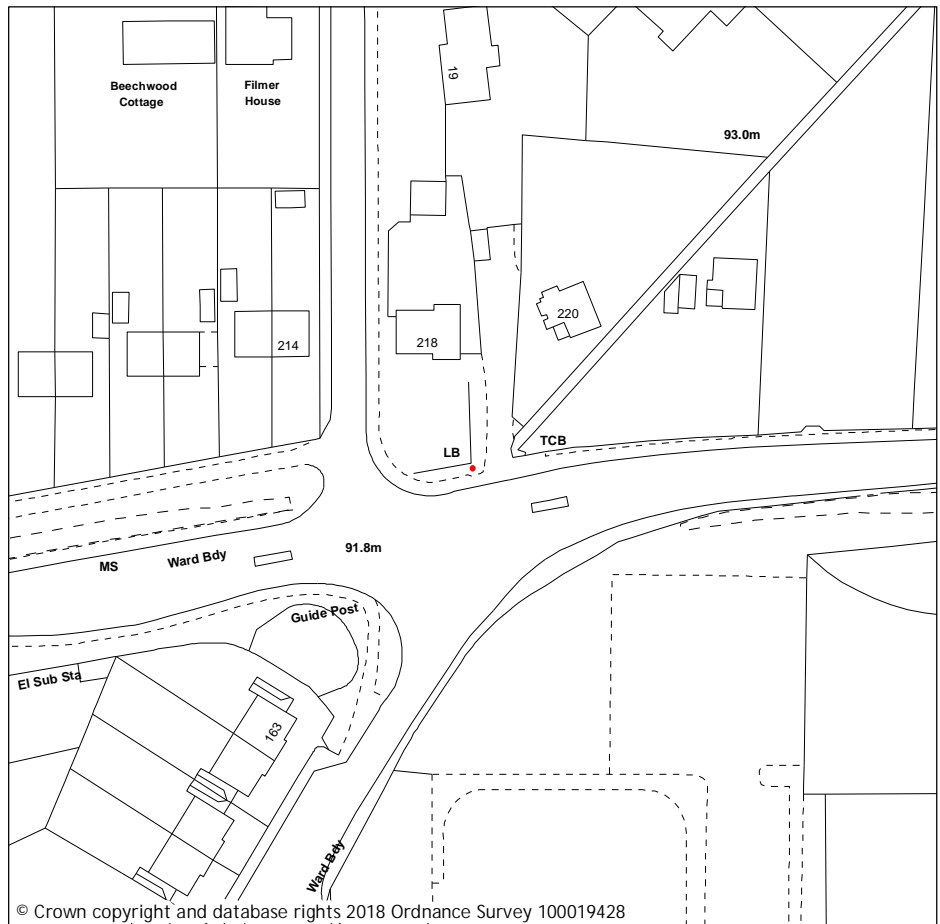 Beechwood
Cottage
Filmer
House
19
93.0m
214
218
220
LB
TCB
91.8m
MS
Ward Bdy
Guide Post
El Sub Sta
163
Ward Bdy
© Crown copyright and database rights 2018 Ordnance Survey 100019428